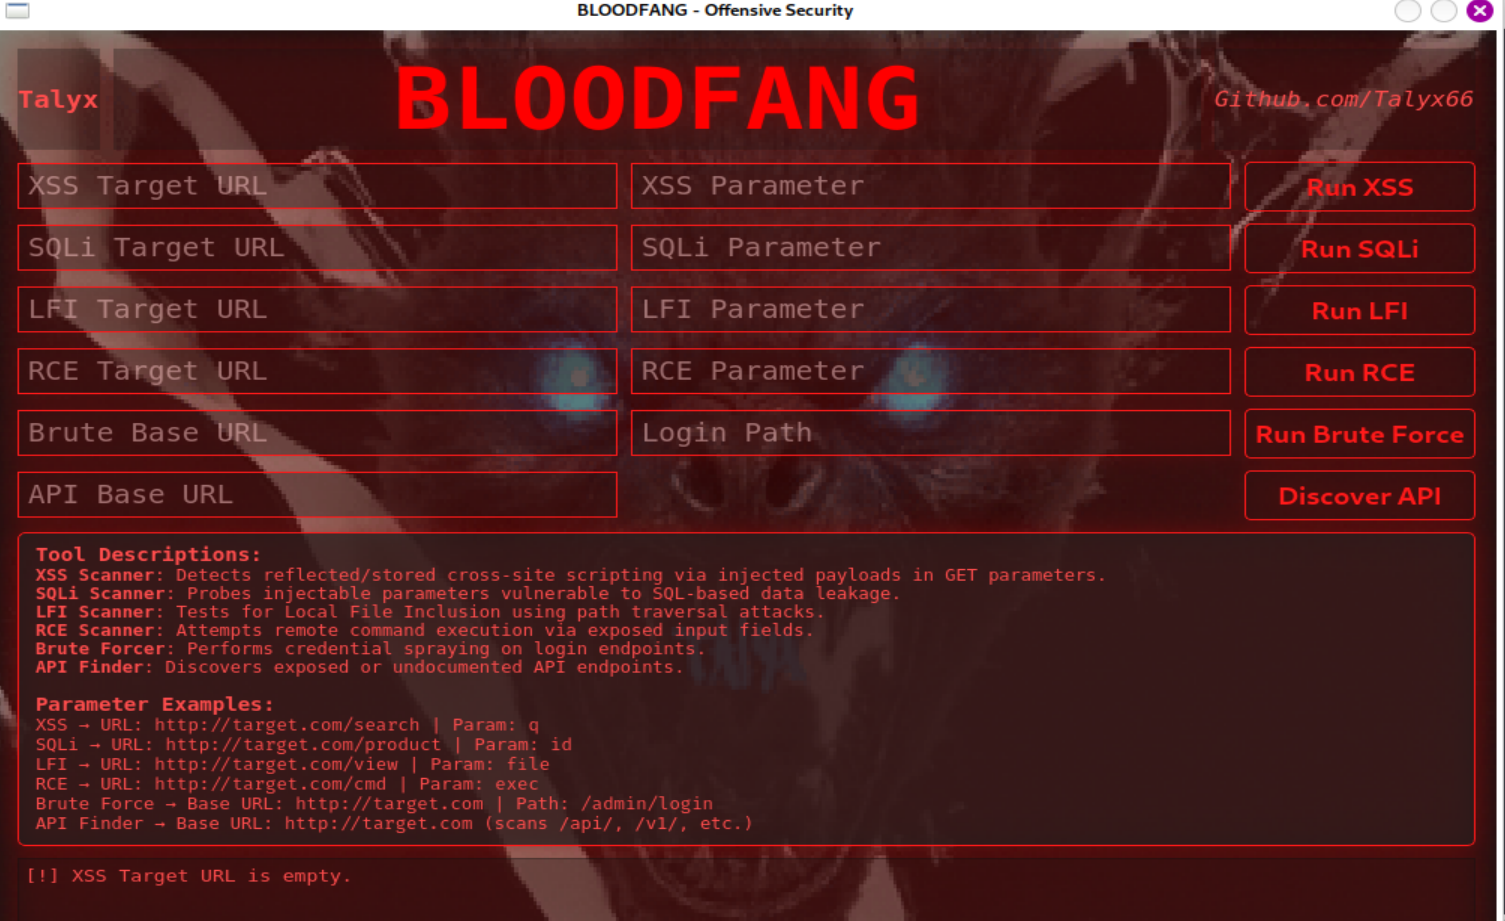 BLOODFANG - Offensive Security
Talyx
BLOODFANG
Github.com/Talyx66
XSS Target URL
XSS Parameter
Run XSS
SQLi Target URL
SQLi Parameter
Run SQLi
LFI Target URL
LFI Parameter
Run LFI
RCE Target URL
RCE Parameter
Run RCE
Brute Base URL
Login Path
Run Brute Force
API Base URL
Discover API
Tool Descriptions:
XSS Scanner: Detects reflected/stored cross-site scripting via injected payloads in GET parameters.
SQLi Scanner: Probes injectable parameters vulnerable to SQL-based data leakage.
LFI Scanner: Tests for Local File Inclusion using path traversal attacks.
RCE Scanner: Attempts remote command execution via exposed input fields.
Brute Forcer: Performs credential spraying on login endpoints.
API Finder: Discovers exposed or undocumented API endpoints.
Parameter Examples:
XSS → URL: http://target.com/search | Param: q
SQLi → URL: http://target.com/product | Param: id
LFI → URL: http://target.com/view | Param: file
RCE → URL: http://target.com/cmd | Param: exec
Brute Force → Base URL: http://target.com | Path: /admin/login
API Finder → Base URL: http://target.com (scans /api/, /v1/, etc.)
[!] XSS Target URL is empty.